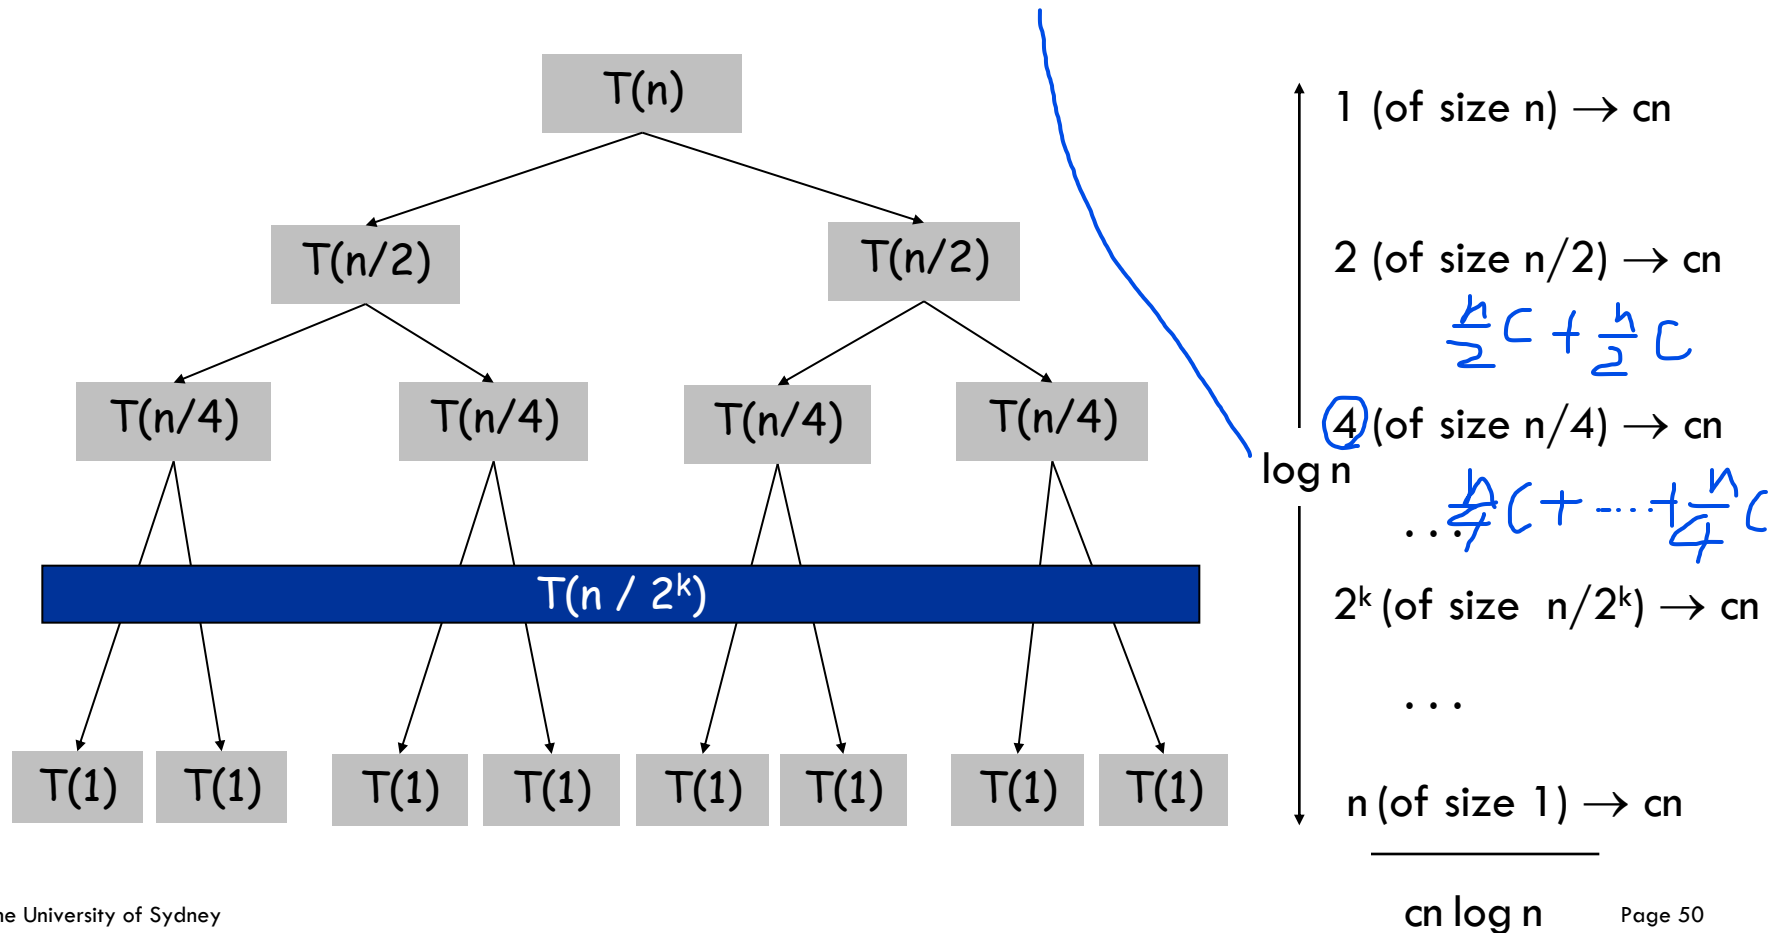 T(n)
1 (of size n) → cn
T(n/2) T(n/2)
2 (of size n/2) → cn
n/2 C + n/2 C
T(n/4) T(n/4) T(n/4) T(n/4)
4 (of size n/4) → cn
log n
... n/4 C + ---- + n/4 C
T(n / 2ᵏ)
2ᵏ (of size n/2ᵏ) → cn
...
T(1) T(1) T(1) T(1) T(1) T(1) T(1) T(1)
n (of size 1) → cn
cn log n
ne University of Sydney
Page 50